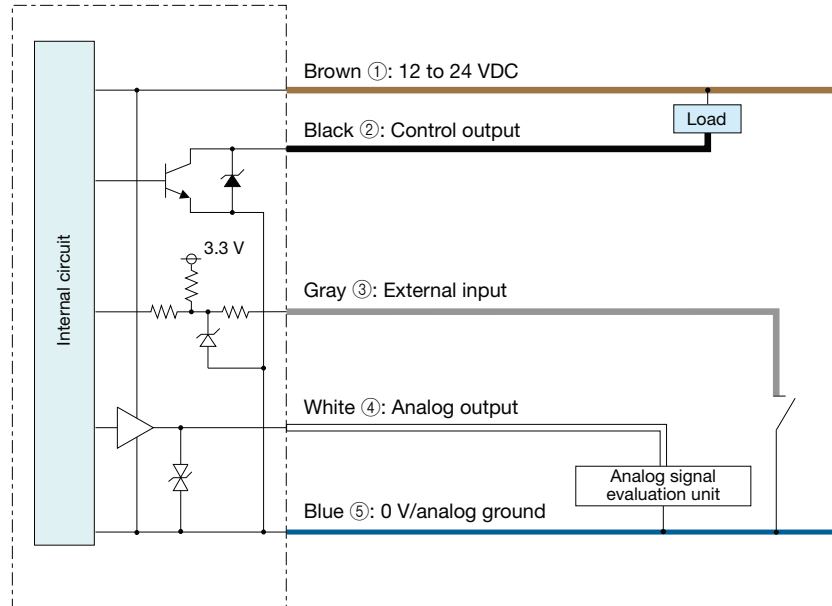 Brown ①: 12 to 24 VDC
Load
Black ②: Control output
3.3 V
Internal circuit
Gray ③: External input
White ④: Analog output
Analog signal
evaluation unit
Blue ⑤: 0 V/analog ground